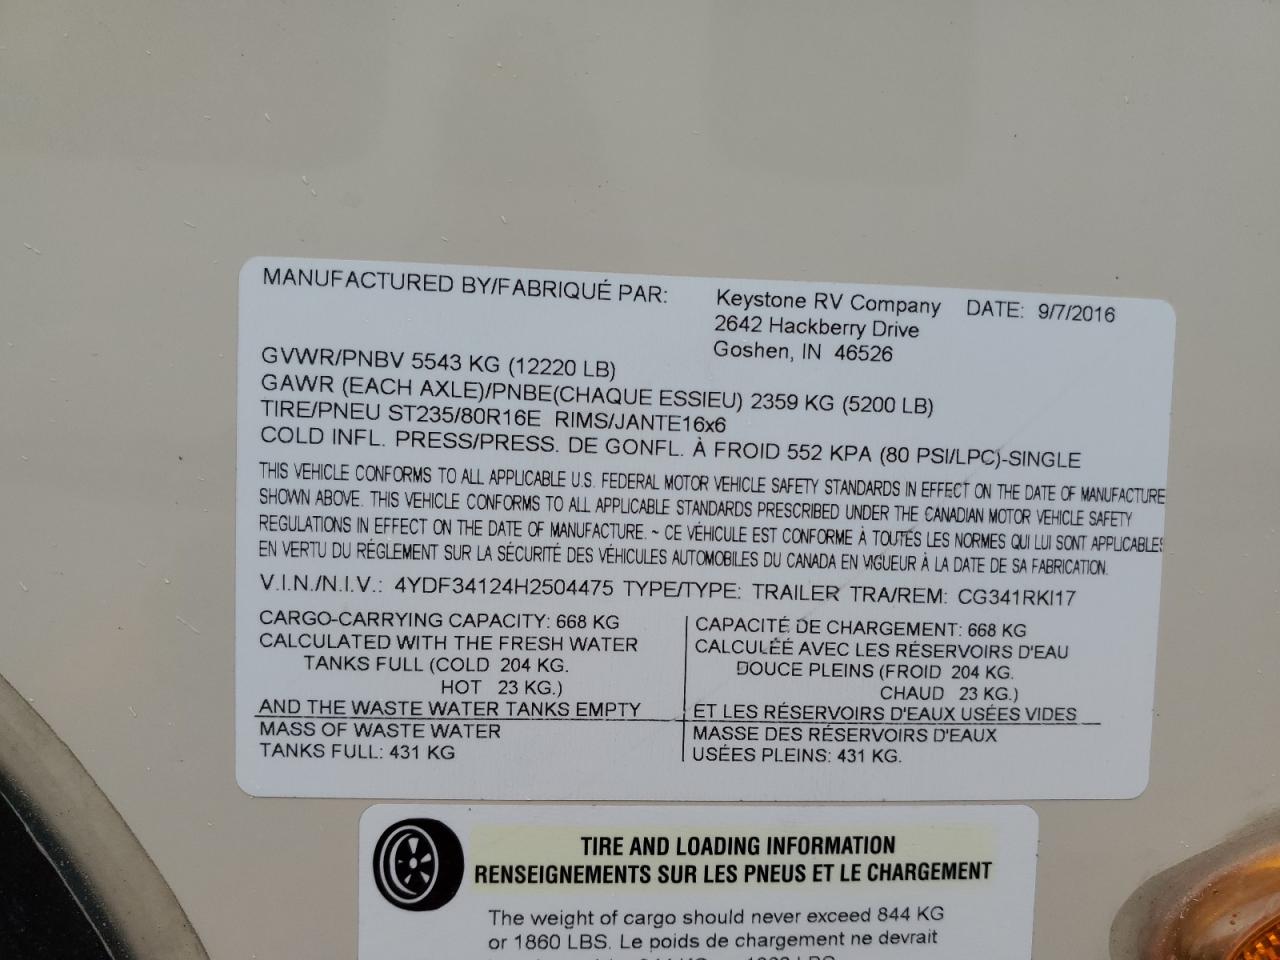 MANUFACTURED BY/FABRIQUÉ PAR:
Keystone RV Company DATE: 9/7/2016
2642 Hackberry Drive
Goshen, IN 46526
GVWR/PNBV 5543 KG (12220 LB)
GAWR (EACH AXLE)/PNBE(CHAQUE ESSIEU) 2359 KG (5200 LB)
TIRE/PNEU ST235/80R16E RIMS/JANTE16x6
COLD INFL. PRESS/PRESS. DE GONFL. À FROID 552 KPA (80 PSI/LPC)-SINGLE
THIS VEHICLE CONFORMS TO ALL APPLICABLE U.S. FEDERAL MOTOR VEHICLE SAFETY STANDARDS IN EFFECT ON THE DATE OF MANUFACTURE
SHOWN ABOVE. THIS VEHICLE CONFORMS TO ALL APPLICABLE STANDARDS PRESCRIBED UNDER THE CANADIAN MOTOR VEHICLE SAFETY
REGULATIONS IN EFFECT ON THE DATE OF MANUFACTURE. ~ CE VÉHICULE EST CONFORME À TOUTES LES NORMES QUI LUI SONT APPLICABLES
EN VERTU DU RÉGLEMENT SUR LA SÉCURITÉ DES VÉHICULES AUTOMOBILES DU CANADA EN VIGUEUR À LA DATE DE SA FABRICATION.
V.I.N./N.I.V.: 4YDF34124H2504475 TYPE/TYPE: TRAILER TRA/REM: CG341RKI17
CARGO-CARRYING CAPACITY: 668 KG
CALCULATED WITH THE FRESH WATER
TANKS FULL (COLD 204 KG.
HOT 23 KG.)
AND THE WASTE WATER TANKS EMPTY
MASS OF WASTE WATER
TANKS FULL: 431 KG
CAPACITÉ DE CHARGEMENT: 668 KG
CALCULÉÉ AVEC LES RÉSERVOIRS D'EAU
DOUCE PLEINS (FROID 204 KG.
CHAUD 23 KG.)
ET LES RÉSERVOIRS D'EAUX USÉES VIDES
MASSE DES RÉSERVOIRS D'EAUX
USÉES PLEINS: 431 KG.
TIRE AND LOADING INFORMATION
RENSEIGNEMENTS SUR LES PNEUS ET LE CHARGEMENT
The weight of cargo should never exceed 844 KG
or 1860 LBS. Le poids de chargement ne devrait